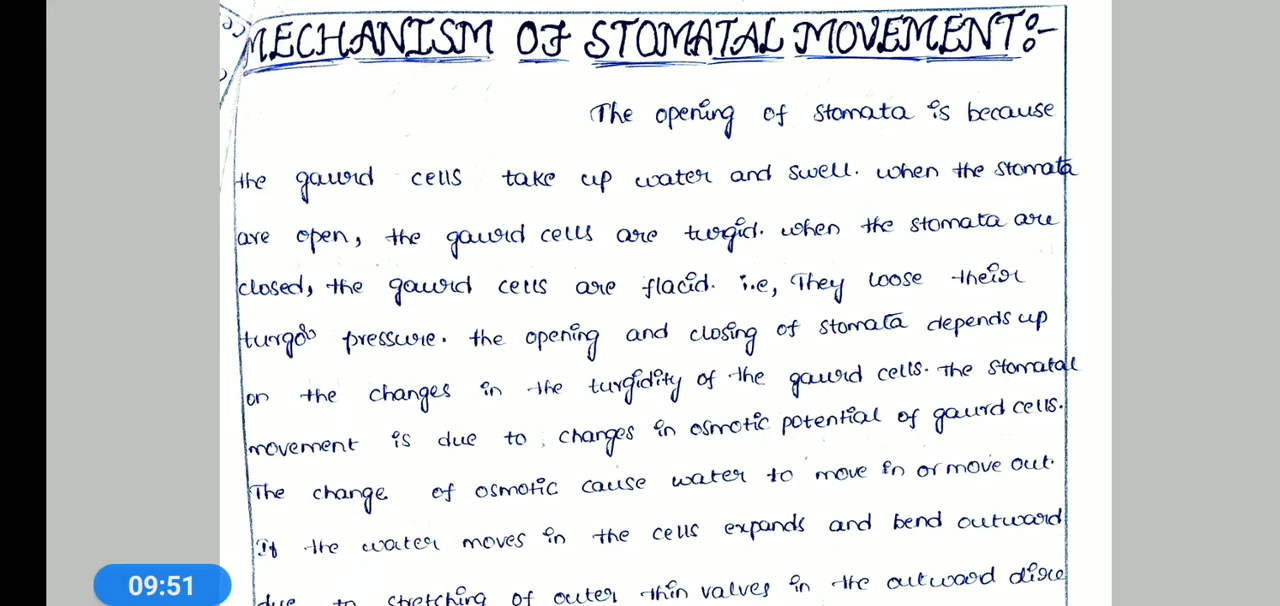 MECHANISM OF STOMATAL MOVEMENT:-
The opening of stomata is because
the gaurd cells take up water and swell. when the stomata
are open, the gaurd cells are turgid. when the stomata are
closed, the gaurd cells are flacid. i.e, They loose their
turgor pressure. the opening and closing of stomata depends up
on the changes in the turgidity of the gaurd cells. The stomatal
movement is due to changes in osmotic potential of gaurd cells.
The change of osmotic cause water to move in or move out.
If the water moves in the cells expands and bend outward
due to stretching of outer thin valves in the outward dire
09:51